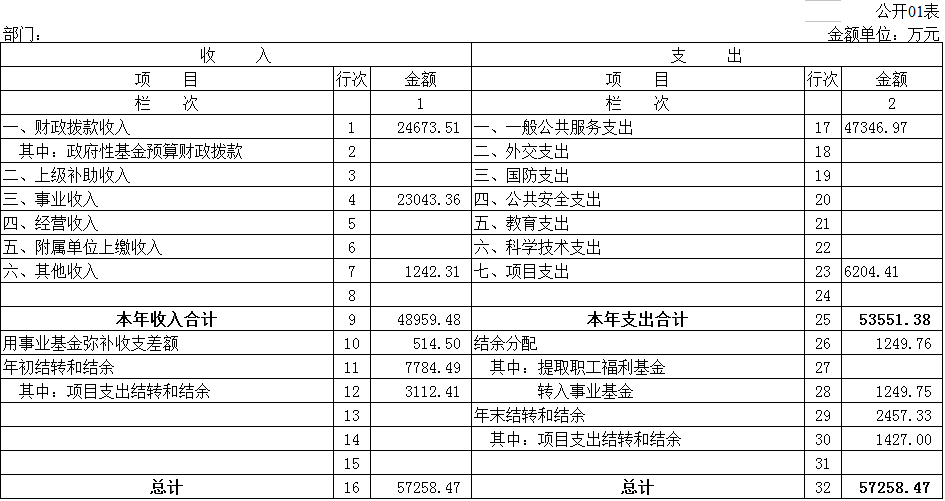 公开01表
部门： 金额单位：万元
收 入 支 出
项 目 行次 金额 项 目 行次 金额
栏 次 1 栏 次 2
一、财政拨款收入 1 24673.51 一、一般公共服务支出 17 47346.97
其中：政府性基金预算财政拨款 2 二、外交支出 18
二、上级补助收入 3 三、国防支出 19
三、事业收入 4 23043.36 四、公共安全支出 20
四、经营收入 5 五、教育支出 21
五、附属单位上缴收入 6 六、科学技术支出 22
六、其他收入 7 1242.31 七、项目支出 23 6204.41
8 24
本年收入合计 9 48959.48 本年支出合计 25 53551.38
用事业基金弥补收支差额 10 514.50 结余分配 26 1249.76
年初结转和结余 11 7784.49 其中：提取职工福利基金 27
其中：项目支出结转和结余 12 3112.41 转入事业基金 28 1249.75
13 年末结转和结余 29 2457.33
14 其中：项目支出结转和结余 30 1427.00
15 31
总计 16 57258.47 总计 32 57258.47